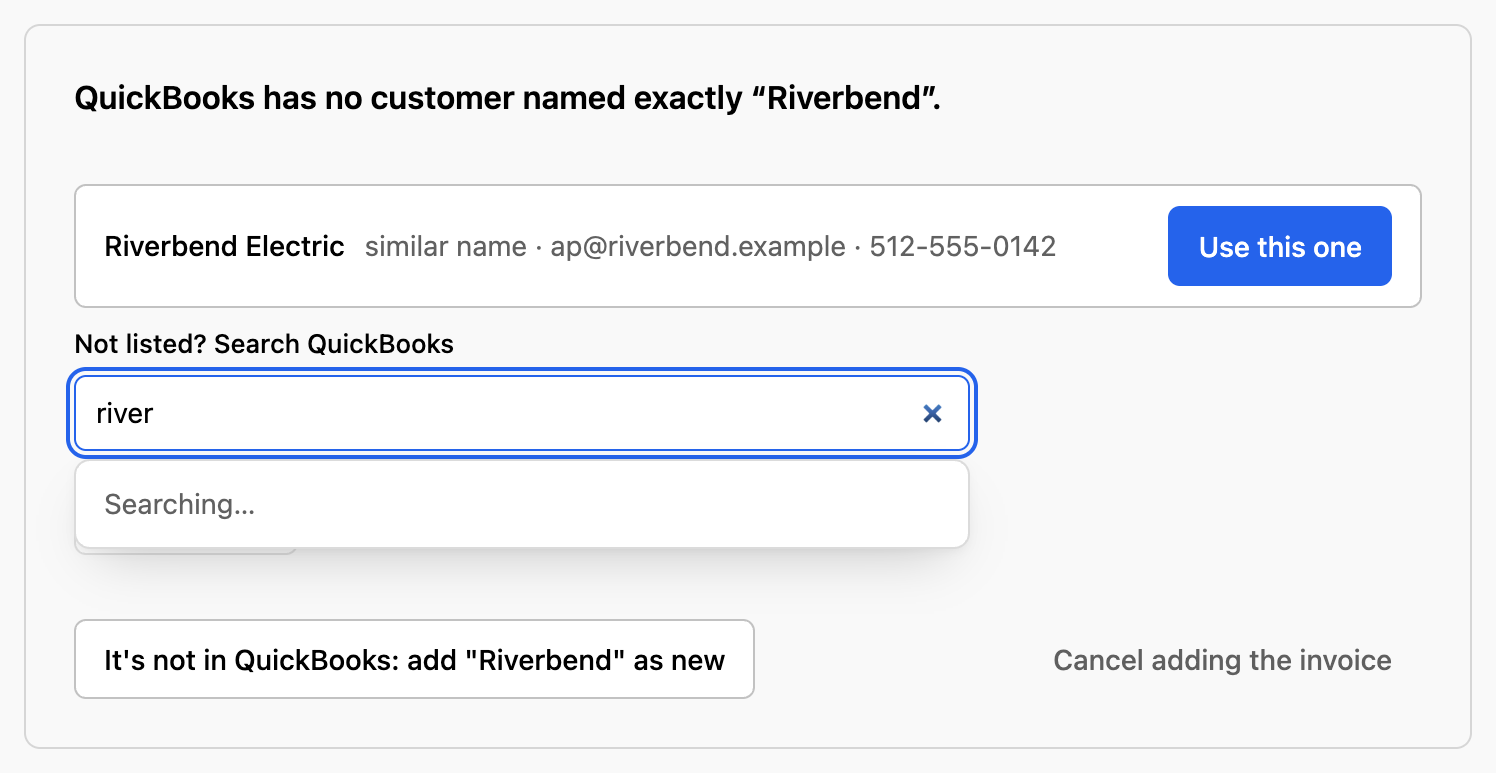 QuickBooks has no customer named exactly “Riverbend”.
Riverbend Electric similar name · ap@riverbend.example · 512-555-0142
Use this one
Not listed? Search QuickBooks
river
Searching...
It's not in QuickBooks: add "Riverbend" as new
Cancel adding the invoice